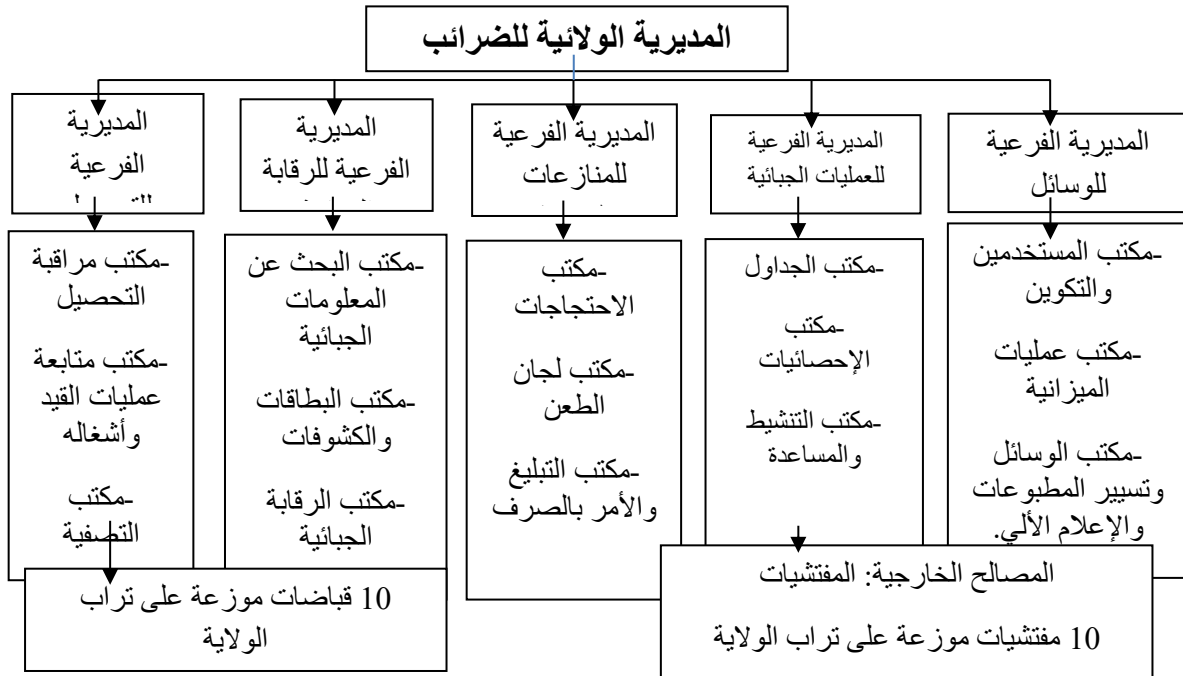 المديرية الولائية للضرائب
المديرية الفرعية
للوسائل
المديرية الفرعية
للعمليات الجبائية
المديرية الفرعية
للمنازعات
المديرية
الفرعية للرقابة
المديرية
الفرعية
-مكتب المستخدمين
والتكوين
-مكتب عمليات
الميزانية
-مكتب الوسائل
وتسيير المطبوعات
والإعلام الألي.
-مكتب الجداول
-مكتب
الإحصائيات
-مكتب التنشيط
والمساعدة
-مكتب
الاحتجاجات
-مكتب لجان
الطعن
-مكتب التبليغ
والأمر بالصرف
-مكتب البحث عن
المعلومات
الجبائية
-مكتب البطاقات
والكشوفات
-مكتب الرقابة
الجبائية
-مكتب مراقبة
التحصيل
-مكتب متابعة
عمليات القيد
وأشغاله
-مكتب
التصفية
المصالح الخارجية: المفتشيات
10 مفتشيات موزعة على تراب الولاية
10 قباضات موزعة على تراب
الولاية